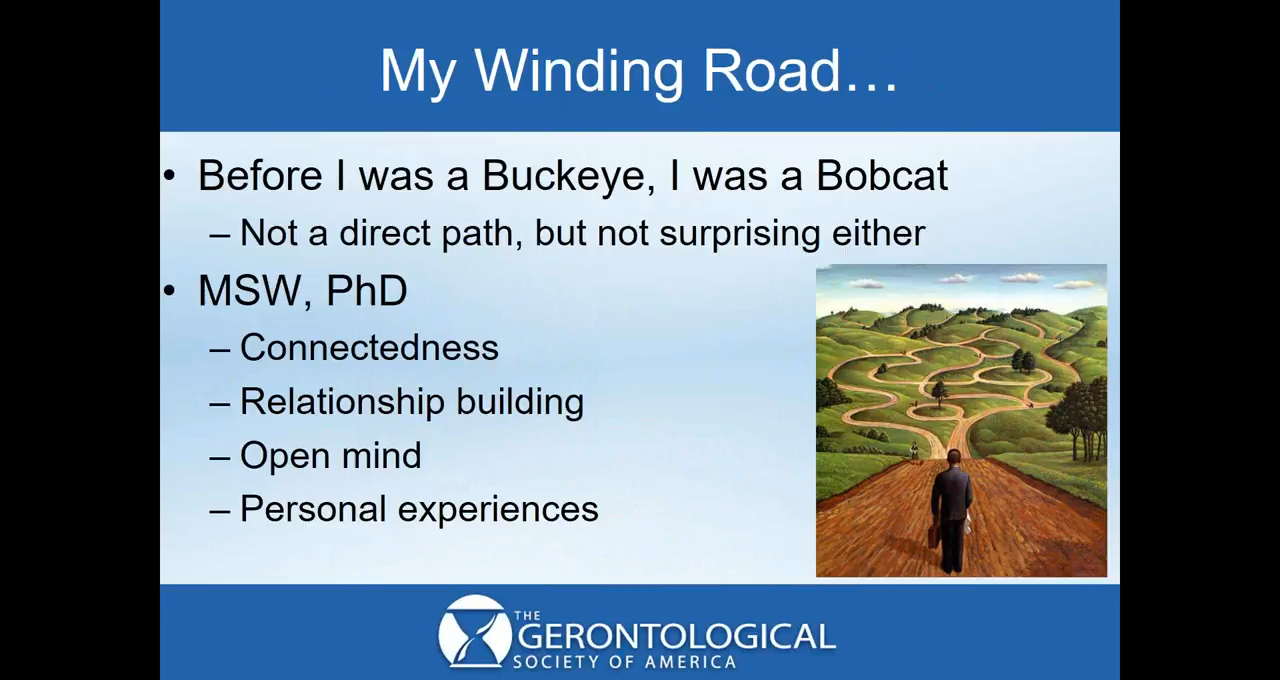 My Winding Road…
• Before I was a Buckeye, I was a Bobcat
– Not a direct path, but not surprising either
• MSW, PhD
– Connectedness
– Relationship building
– Open mind
– Personal experiences
THE
GERONTOLOGICAL
SOCIETY OF AMERICA